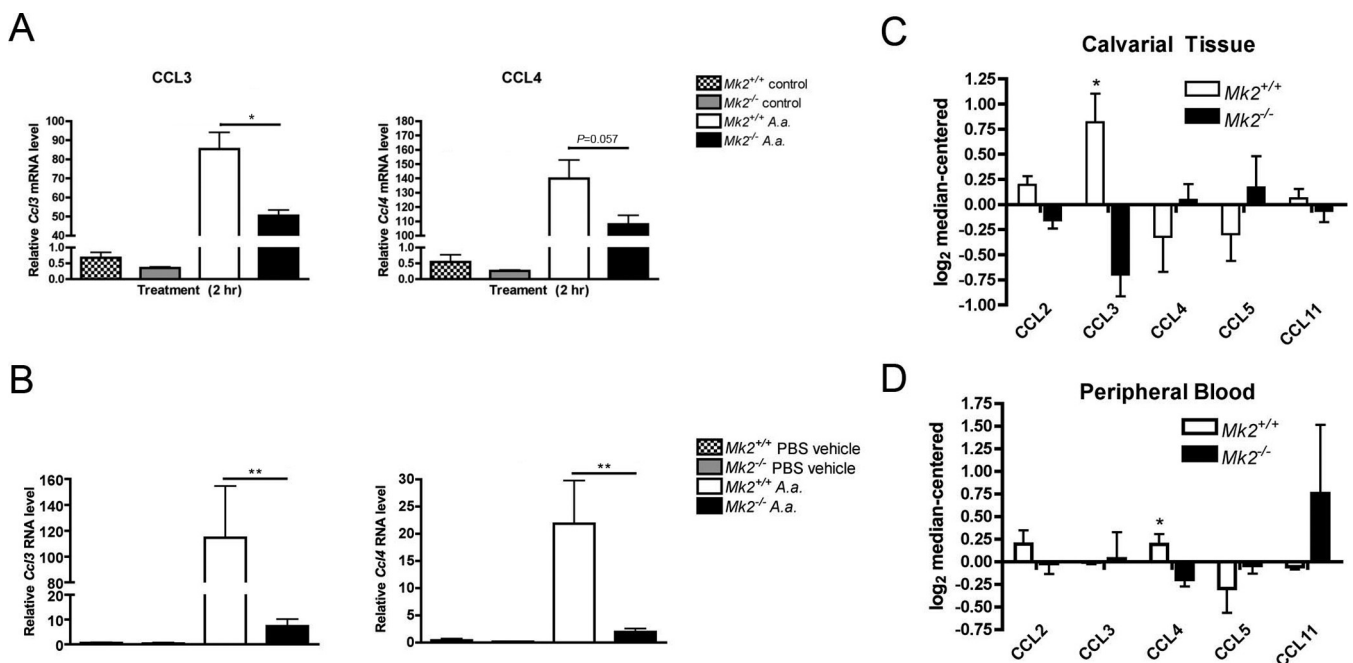 A
CCL3
Relative Ccl3 mRNA level
100
90
80
70
60
50
40
1.0
0.5
0.0
*
Treatment (2 hr)
CCL4
Relative Ccl4 mRNA level
180
170
160
150
140
130
120
110
100
1.0
0.5
0.0
P=0.057
Treament (2 hr)
Mk2+/+ control
Mk2-/- control
Mk2+/+ A.a.
Mk2-/- A.a.
B
Relative Ccl3 RNA level
160
140
120
100
80
60
20
10
0
**
Relative Ccl4 RNA level
30
25
20
15
10
5
0
**
Mk2+/+ PBS vehicle
Mk2-/- PBS vehicle
Mk2+/+ A.a.
Mk2-/- A.a.
C
Calvarial Tissue
log2 median-centered
1.25
1.00
0.75
0.50
0.25
0.00
-0.25
-0.50
-0.75
-1.00
*
Mk2+/+
Mk2-/-
CCL2
CCL3
CCL4
CCL5
CCL11
D
Peripheral Blood
log2 median-centered
1.75
1.50
1.25
1.00
0.75
0.50
0.25
0.00
-0.25
-0.50
-0.75
*
Mk2+/+
Mk2-/-
CCL2
CCL3
CCL4
CCL5
CCL11